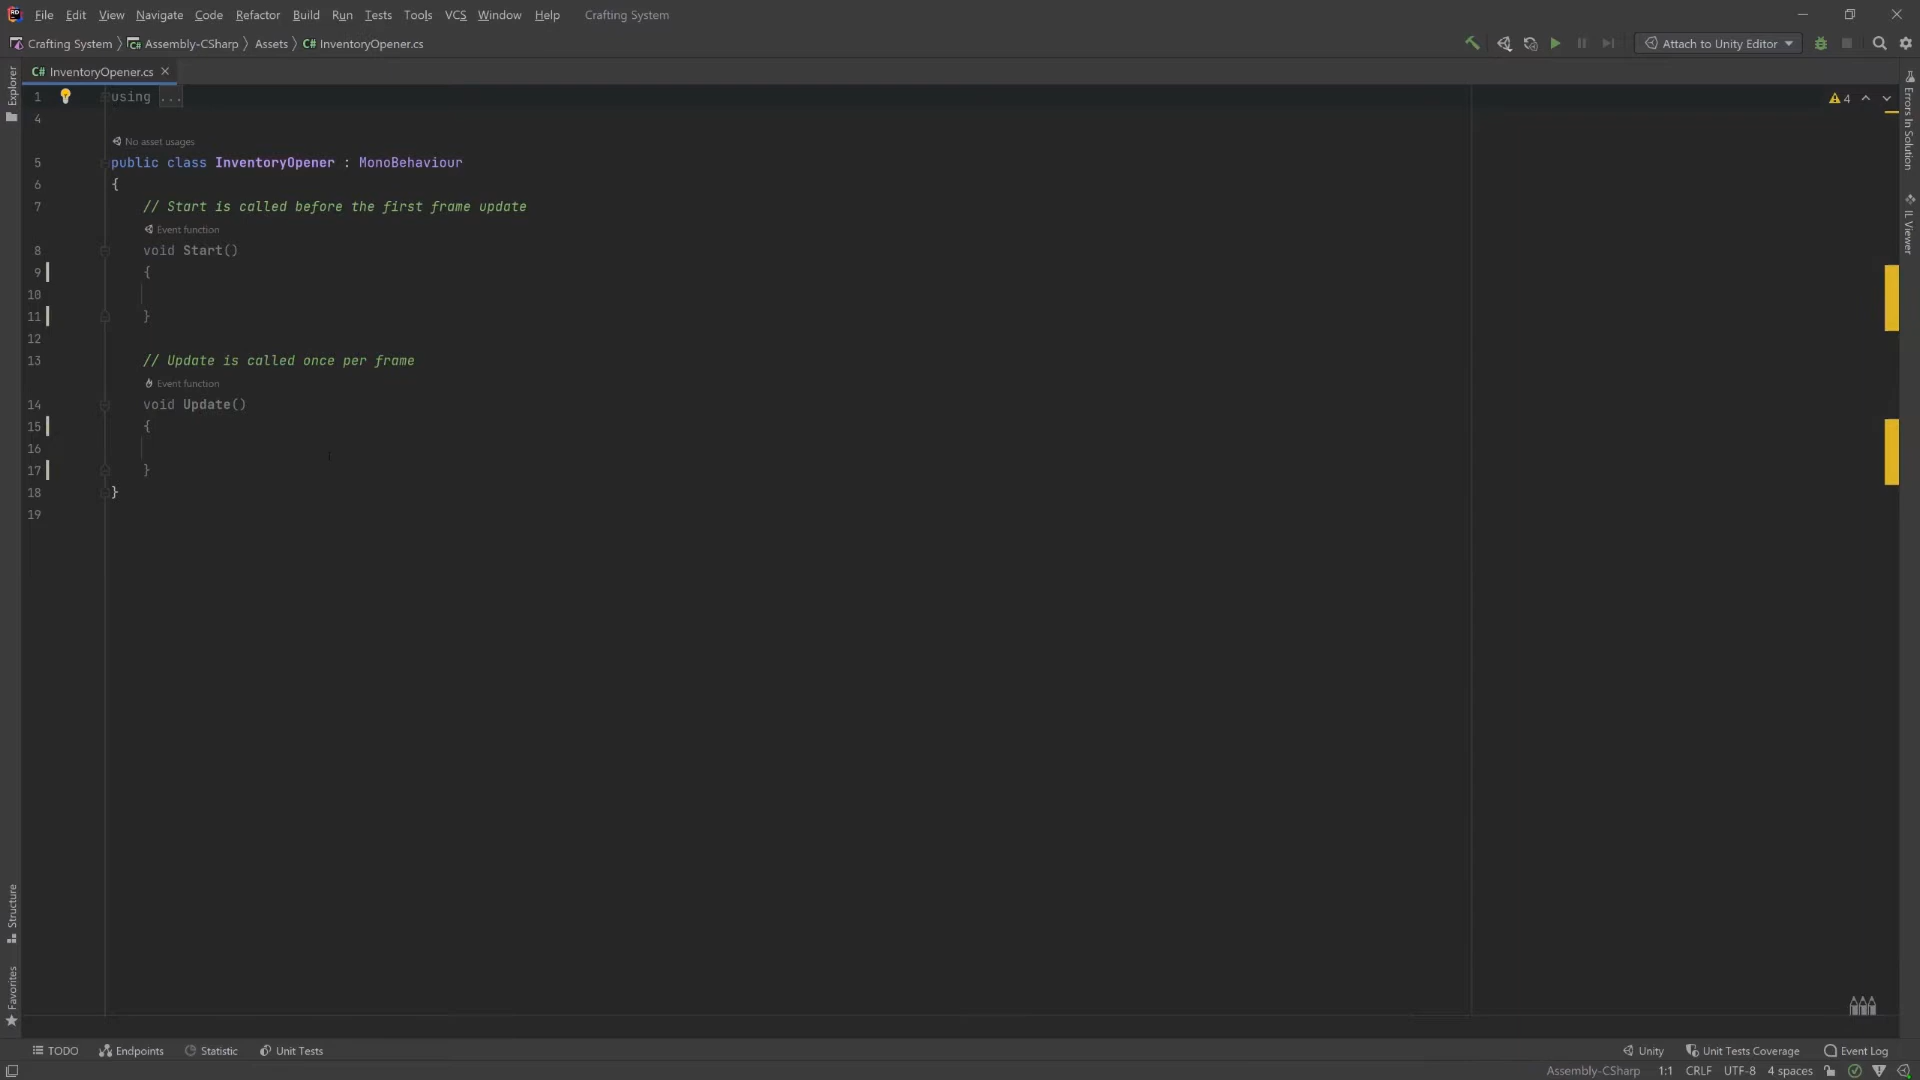 File Edit View Navigate Code Refactor Build Run Tests Tools VCS Window Help Crafting System
Crafting System Assembly-CSharp Assets C# InventoryOpener.cs
Attach to Unity Editor
C# InventoryOpener.cs
Explorer
1 using ...
4
4
No asset usages
5 public class InventoryOpener : MonoBehaviour
6 {
7 // Start is called before the first frame update
Event function
8 void Start()
9 {
10
11 }
12
13 // Update is called once per frame
Event function
14 void Update()
15 {
16
17 }
18 }
19
Errors In Solution
IL Viewer
Structure
Favorites
TODO Endpoints Statistic Unit Tests
Unity Unit Tests Coverage Event Log
Assembly-CSharp 1:1 CRLF UTF-8 4 spaces